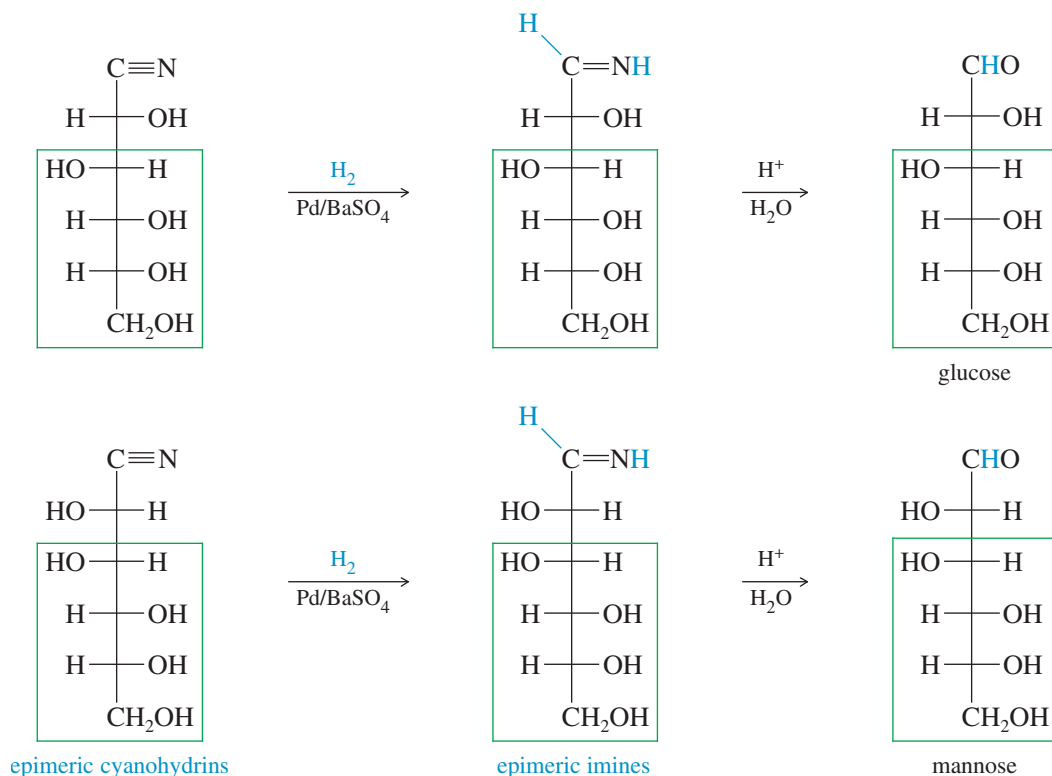 H
C≡N C=NH CHO
H OH H OH H OH
HO H H₂ HO H H⁺ HO H
H OH Pd/BaSO₄ H OH H₂O H OH
H OH H OH H OH
CH₂OH CH₂OH CH₂OH
glucose
H
C≡N C=NH CHO
HO H HO H HO H
HO H H₂ HO H H⁺ HO H
H OH Pd/BaSO₄ H OH H₂O H OH
H OH H OH H OH
CH₂OH CH₂OH CH₂OH
epimeric cyanohydrins epimeric imines mannose